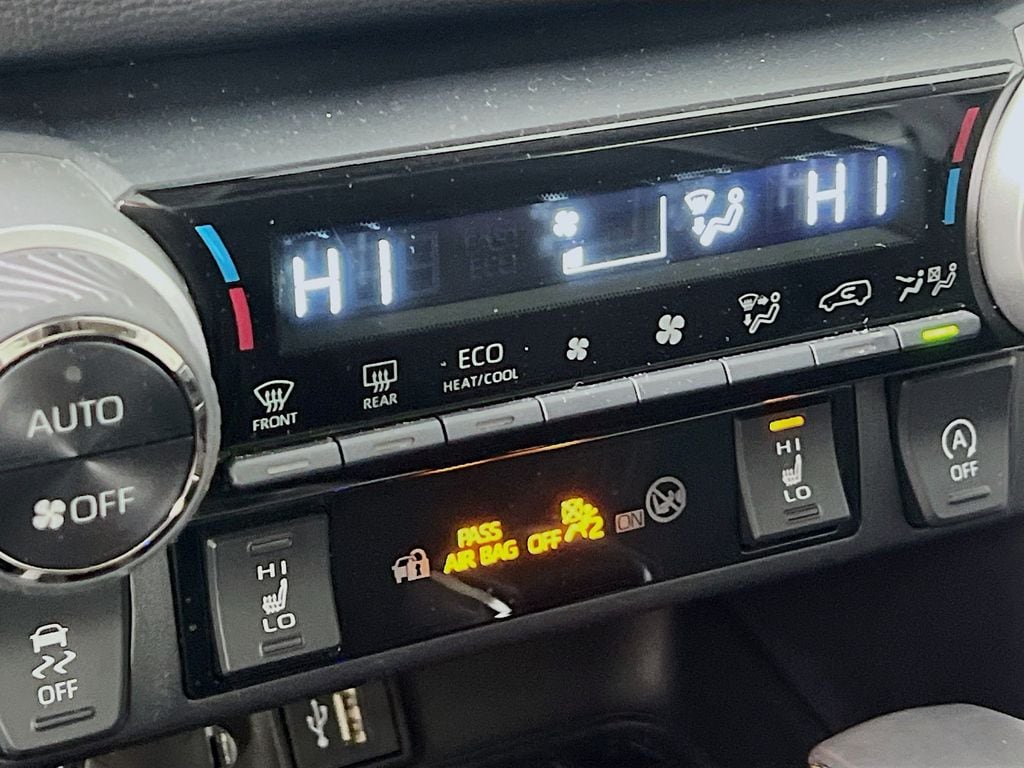 HI
HI
AUTO
OFF
FRONT
REAR
ECO
HEAT/COOL
HI
LO
A
OFF
PASS
AIR BAG OFF 2
ON
HI
LO
OFF